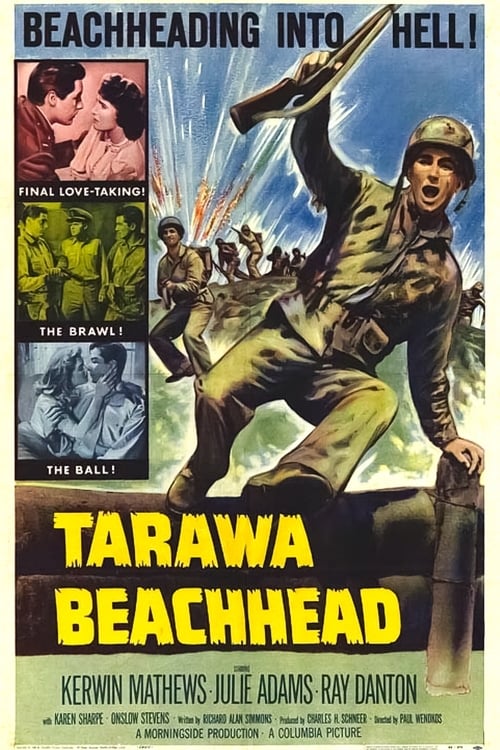 BEACHHEADING INTO HELL!
FINAL LOVE-TAKING!
THE BRAWL!
THE BALL!
TARAWA
BEACHHEAD
STARRING
KERWIN MATHEWS · JULIE ADAMS · RAY DANTON
with KAREN SHARPE · ONSLOW STEVENS · Written by RICHARD ALAN SIMMONS · Produced by CHARLES H. SCHNEER · Directed by PAUL WENDKOS
A MORNINGSIDE PRODUCTION · A COLUMBIA PICTURE